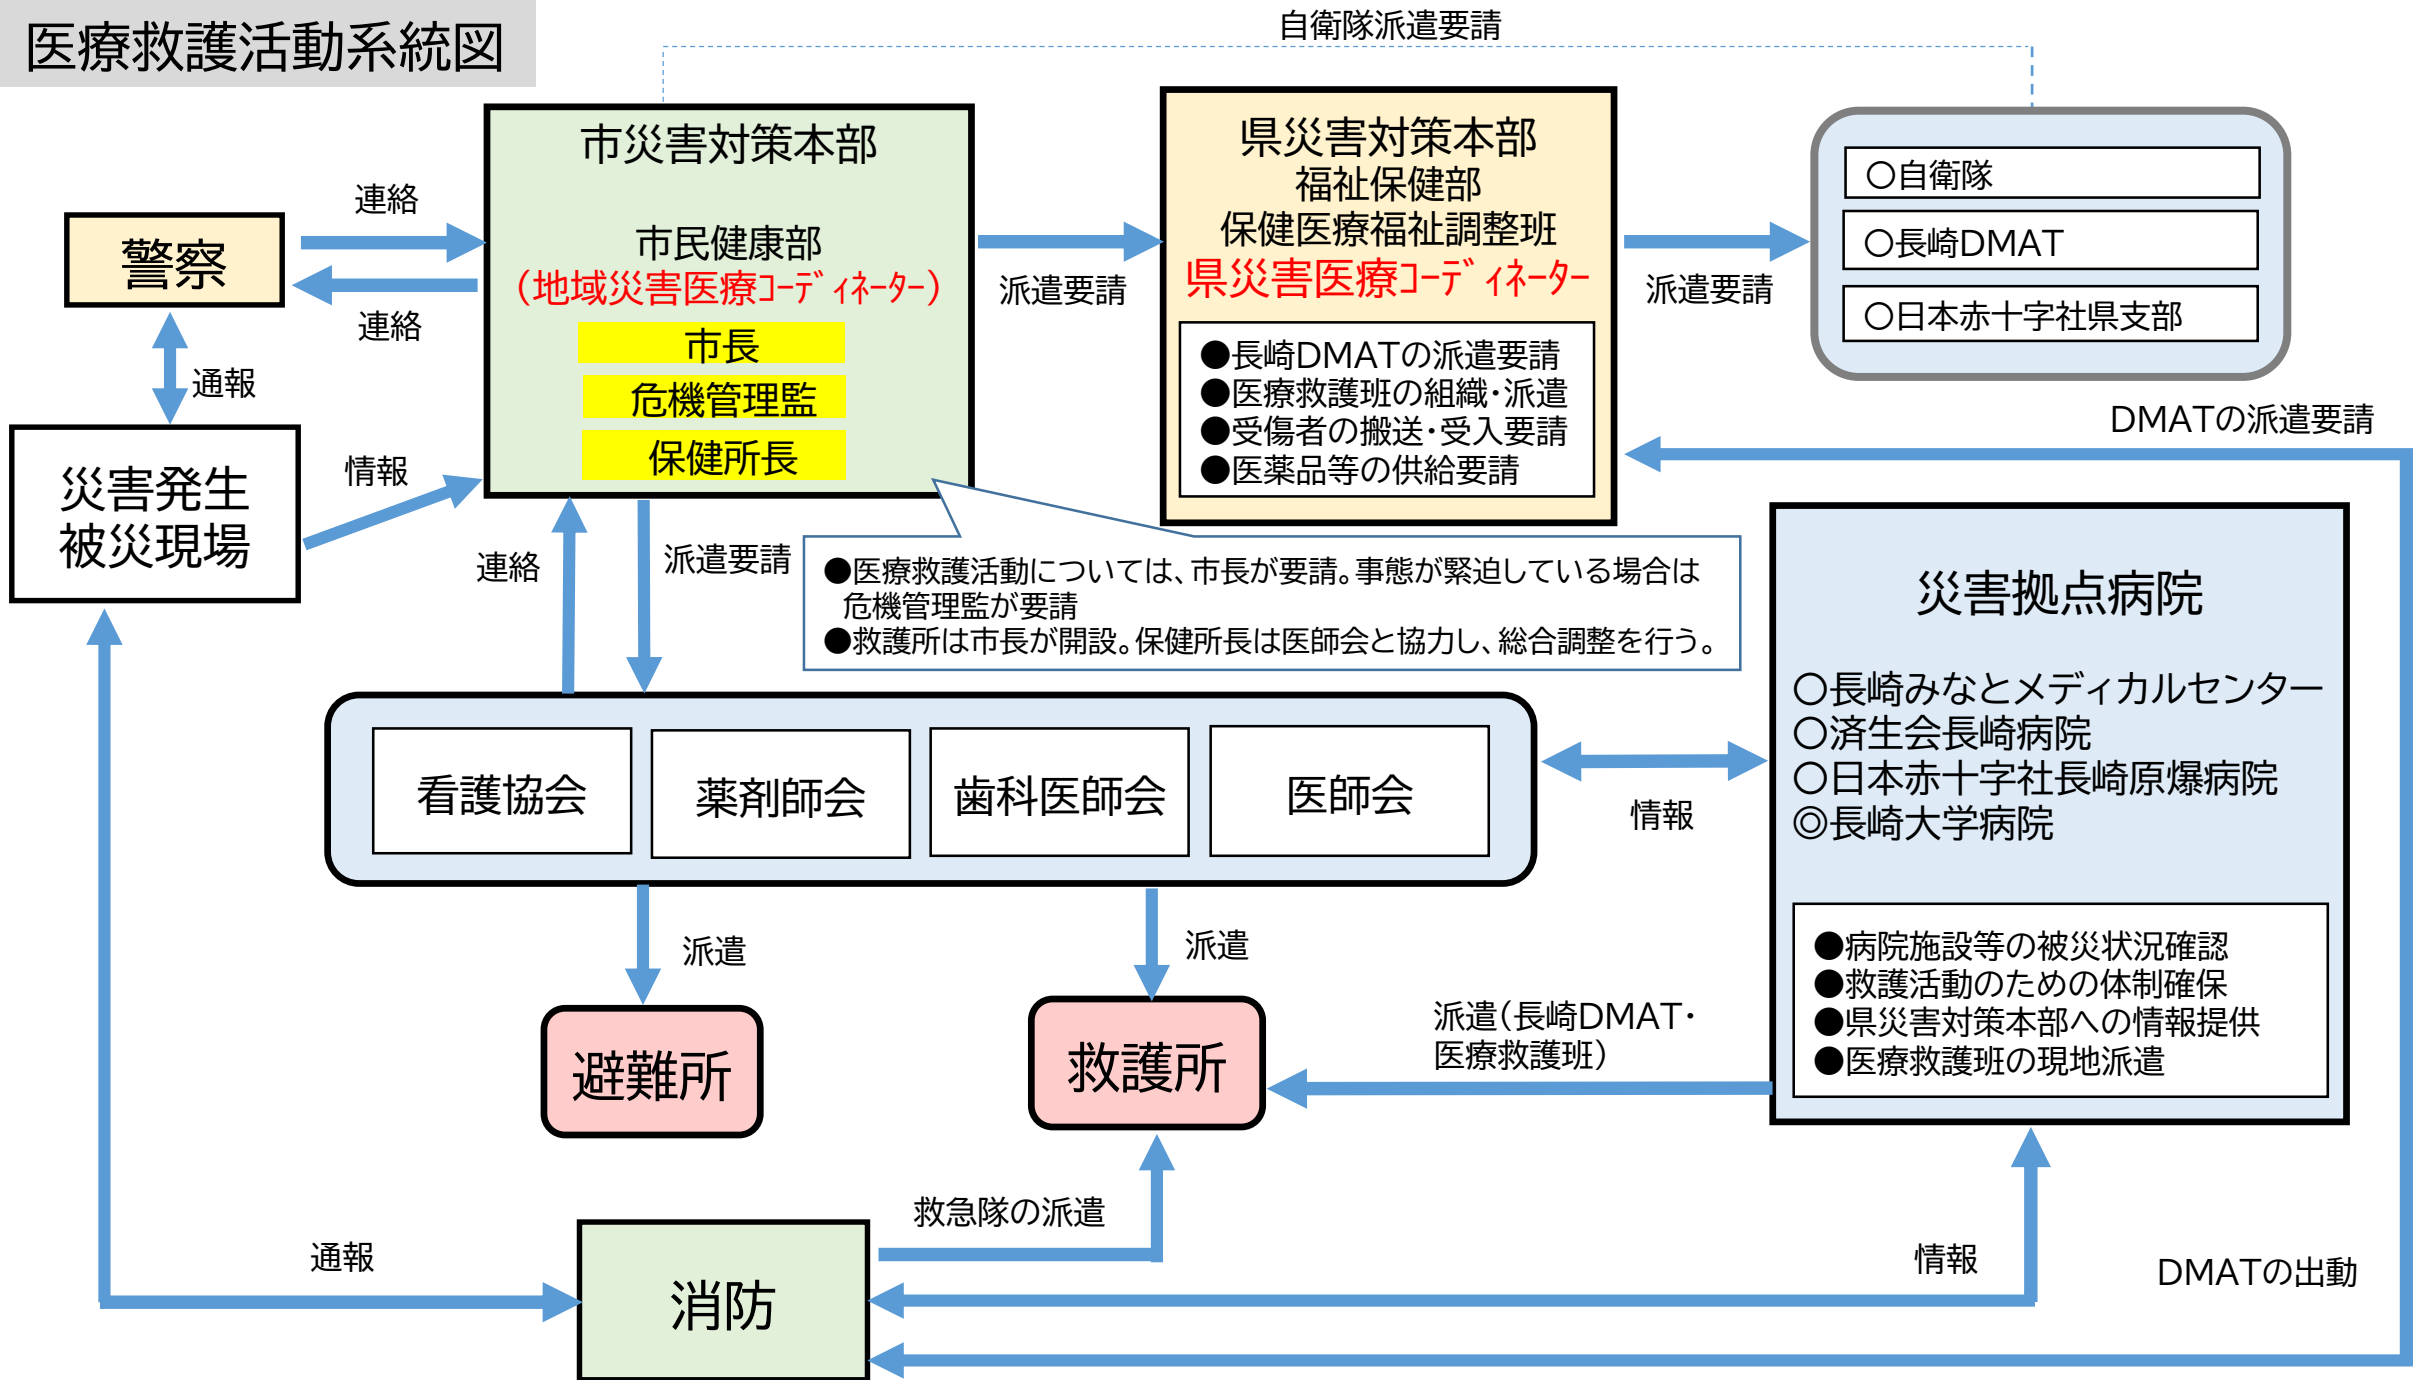 医療救護活動系統図
自衛隊派遣要請
市災害対策本部
市民健康部
（地域災害医療ｺｰﾃﾞｨﾈｰﾀｰ）
市長
危機管理監
保健所長
県災害対策本部
福祉保健部
保健医療福祉調整班
県災害医療ｺｰﾃﾞｨﾈｰﾀｰ
●長崎DMATの派遣要請
●医療救護班の組織・派遣
●受傷者の搬送・受入要請
●医薬品等の供給要請
○自衛隊
○長崎DMAT
○日本赤十字社県支部
連絡
警察
連絡
派遣要請
派遣要請
通報
DMATの派遣要請
災害発生
被災現場
情報
連絡
派遣要請
●医療救護活動については、市長が要請。事態が緊迫している場合は
危機管理監が要請
●救護所は市長が開設。保健所長は医師会と協力し、総合調整を行う。
災害拠点病院
○長崎みなとメディカルセンター
○済生会長崎病院
○日本赤十字社長崎原爆病院
◎長崎大学病院
●病院施設等の被災状況確認
●救護活動のための体制確保
●県災害対策本部への情報提供
●医療救護班の現地派遣
看護協会
薬剤師会
歯科医師会
医師会
情報
派遣
派遣
避難所
救護所
派遣（長崎DMAT・
医療救護班）
救急隊の派遣
通報
消防
情報
DMATの出動